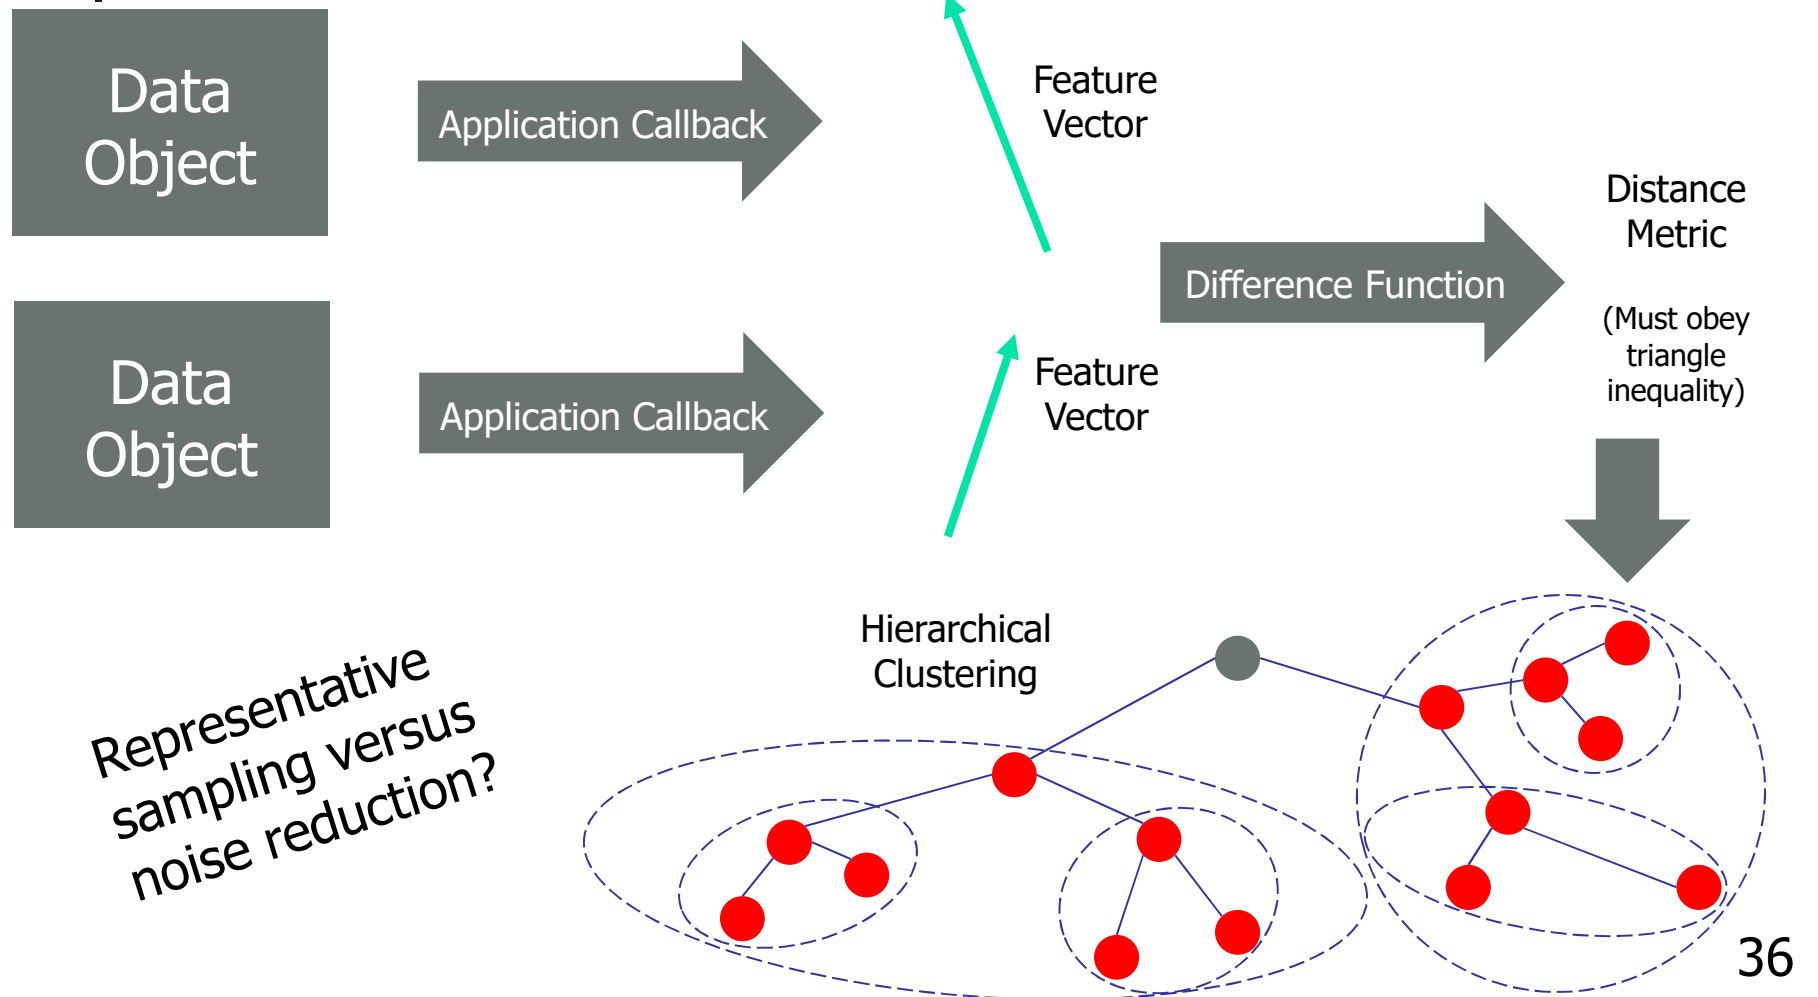 Data
Object
Application Callback
Feature
Vector
Distance
Metric
Difference Function
(Must obey
triangle
inequality)
Data
Object
Application Callback
Feature
Vector
Hierarchical
Clustering
Representative
sampling versus
noise reduction?
36